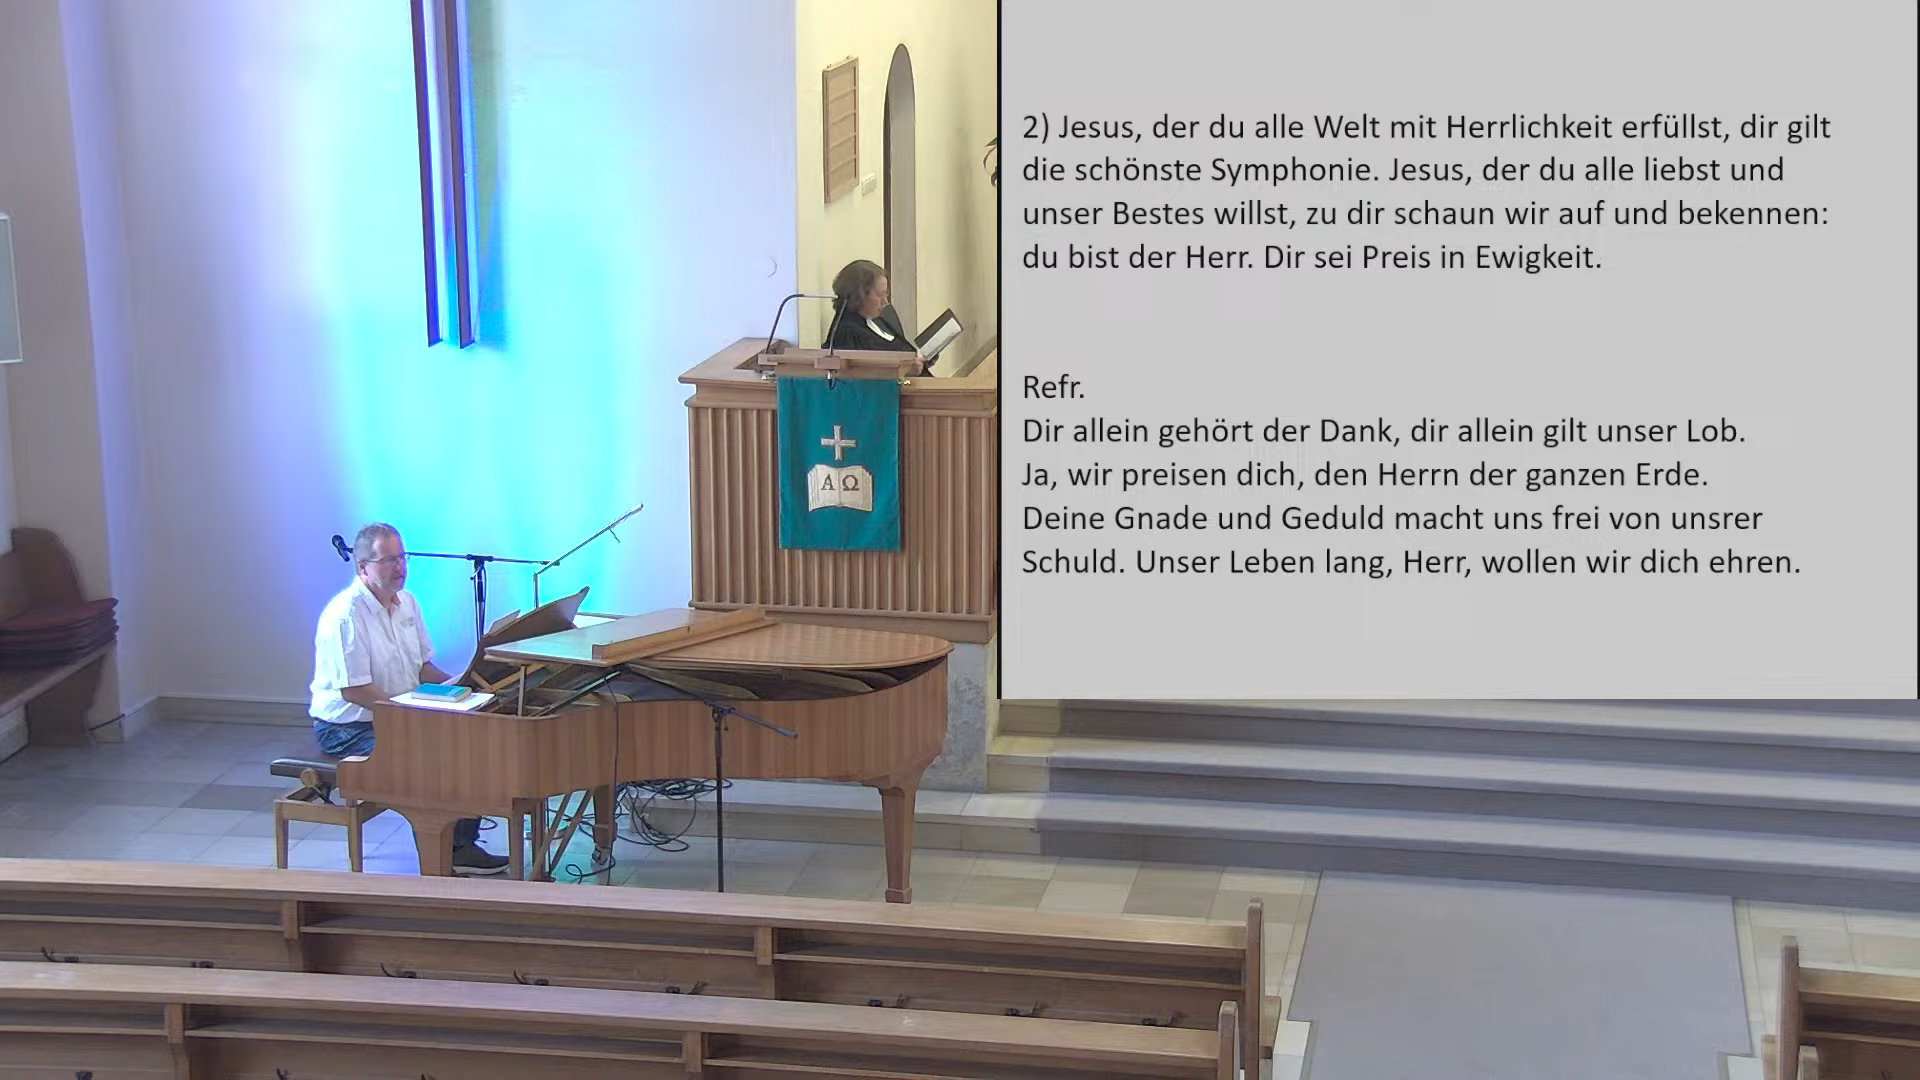 2) Jesus, der du alle Welt mit Herrlichkeit erfüllst, dir gilt
die schönste Symphonie. Jesus, der du alle liebst und
unser Bestes willst, zu dir schaun wir auf und bekennen:
du bist der Herr. Dir sei Preis in Ewigkeit.
Refr.
Dir allein gehört der Dank, dir allein gilt unser Lob.
Ja, wir preisen dich, den Herrn der ganzen Erde.
Deine Gnade und Geduld macht uns frei von unsrer
Schuld. Unser Leben lang, Herr, wollen wir dich ehren.
Α Ω